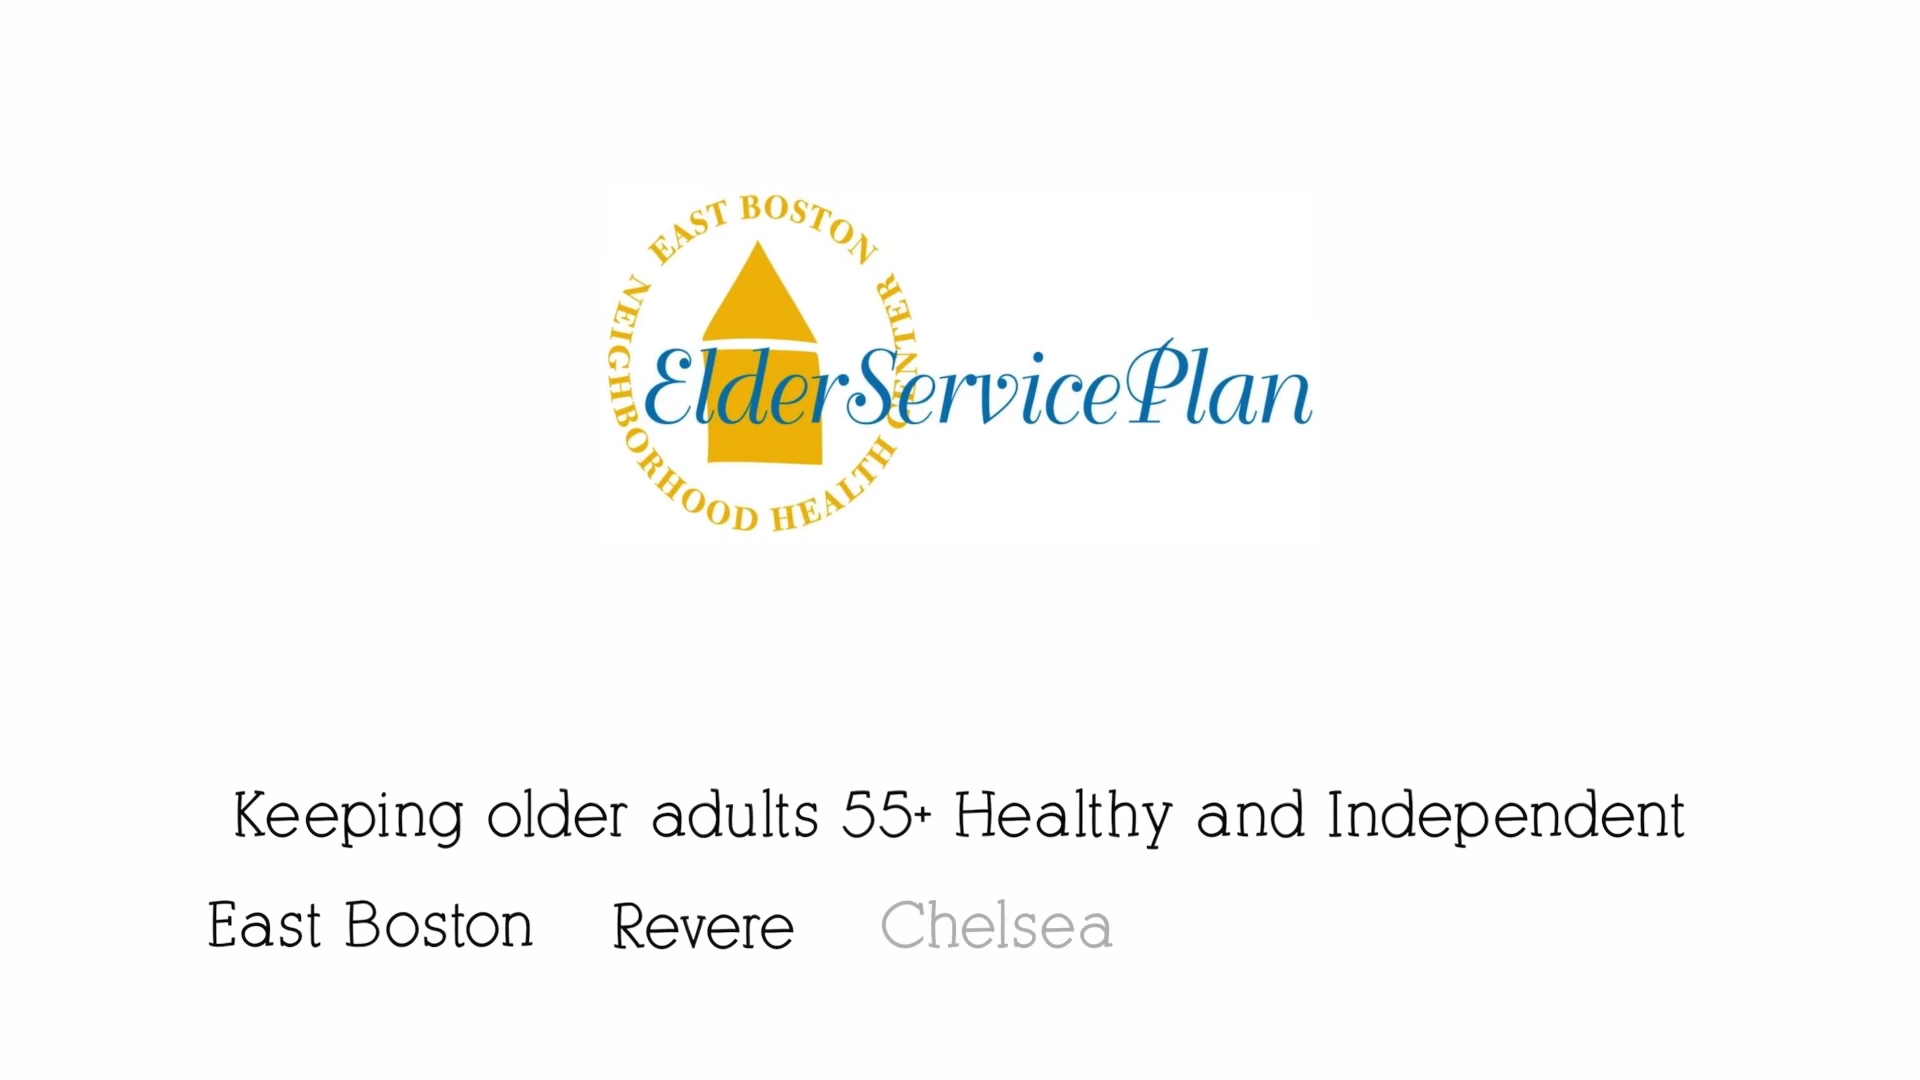 EAST BOSTON NEIGHBORHOOD HEALTH CENTER
ElderServicePlan
Keeping older adults 55+ Healthy and Independent
East Boston Revere Chelsea